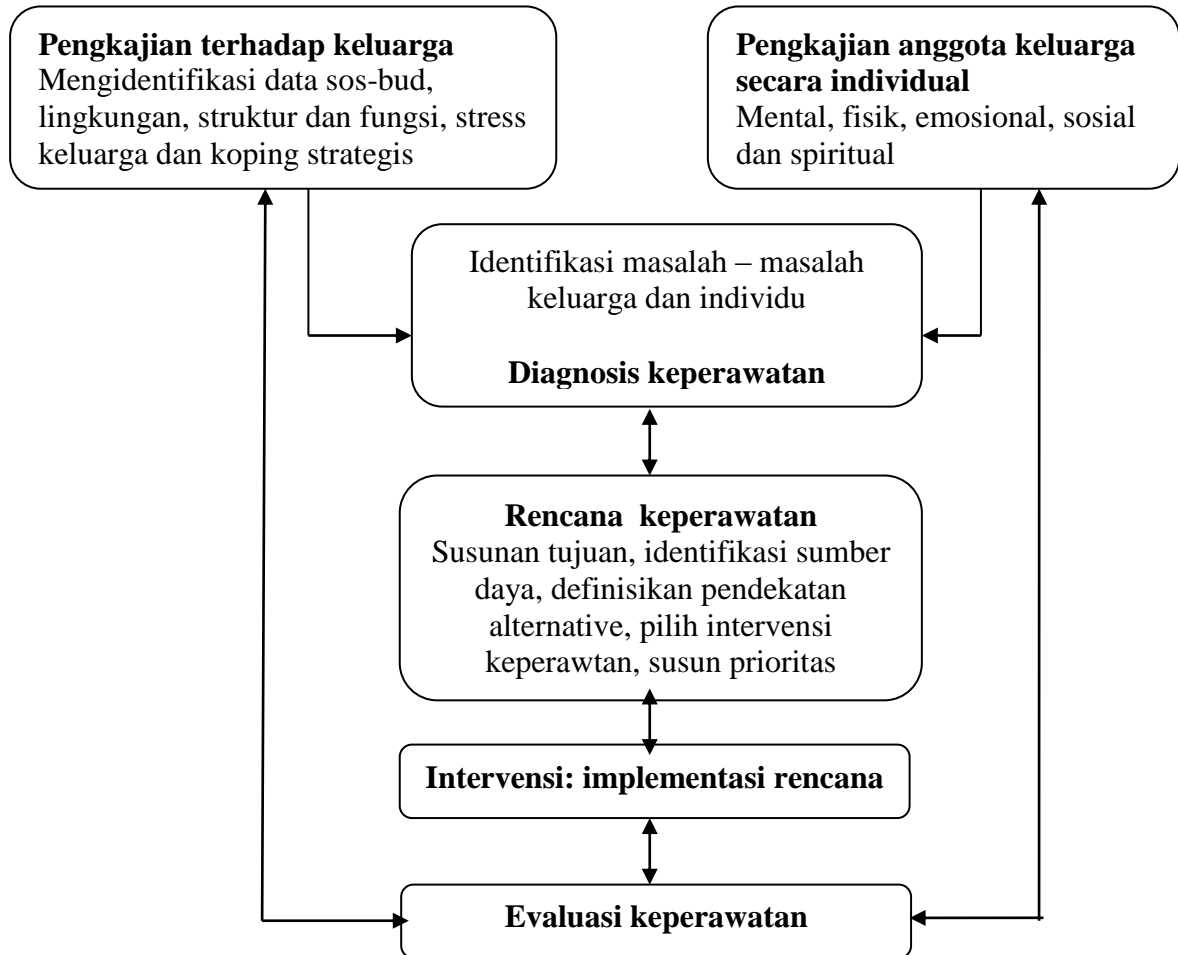 Pengkajian terhadap keluarga
Mengidentifikasi data sos-bud,
lingkungan, struktur dan fungsi, stress
keluarga dan koping strategis
Pengkajian anggota keluarga
secara individual
Mental, fisik, emosional, sosial
dan spiritual
Identifikasi masalah – masalah
keluarga dan individu
Diagnosis keperawatan
Rencana keperawatan
Susunan tujuan, identifikasi sumber
daya, definisikan pendekatan
alternative, pilih intervensi
keperawtan, susun prioritas
Intervensi: implementasi rencana
Evaluasi keperawatan